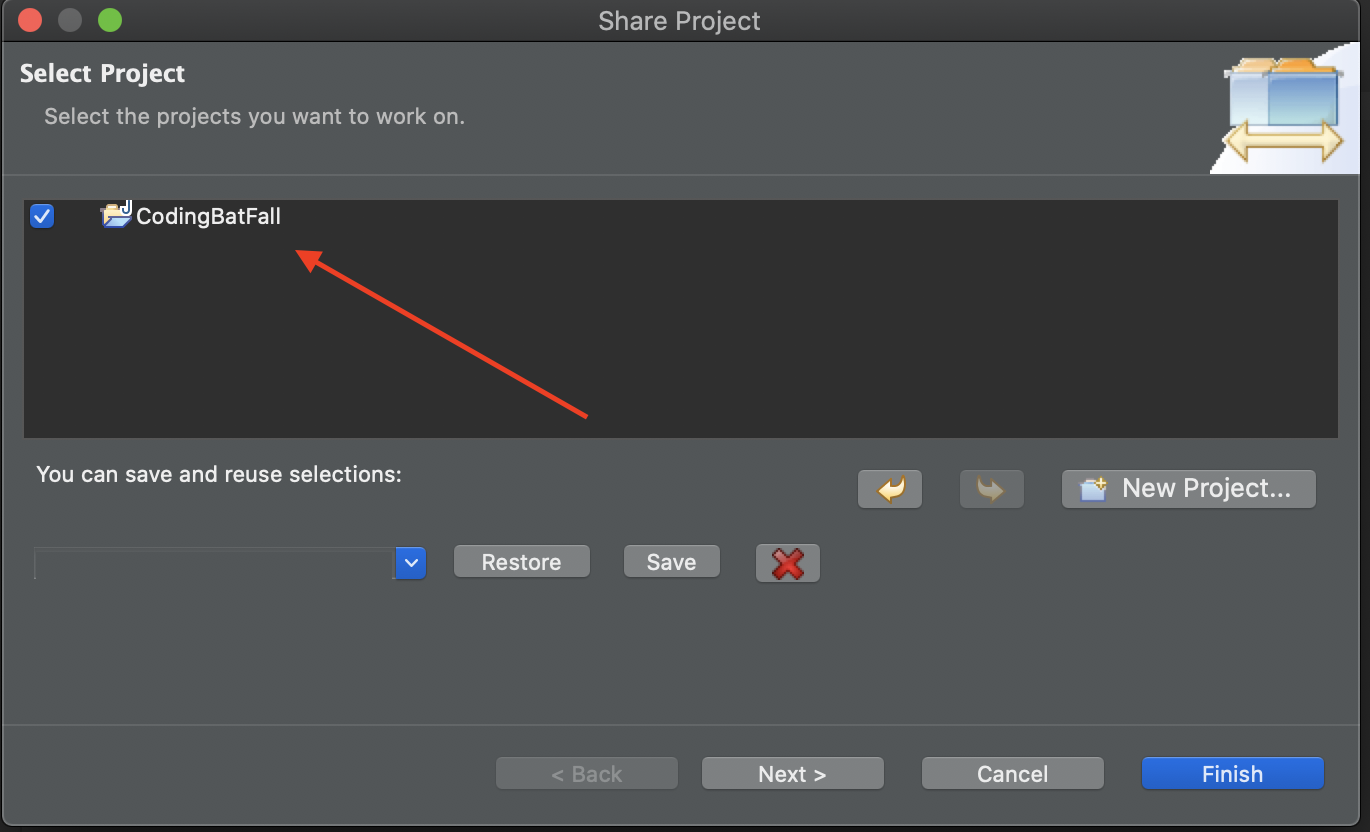 Share Project
Select Project
Select the projects you want to work on.
CodingBatFall
You can save and reuse selections:
New Project...
Restore
Save
< Back
Next >
Cancel
Finish